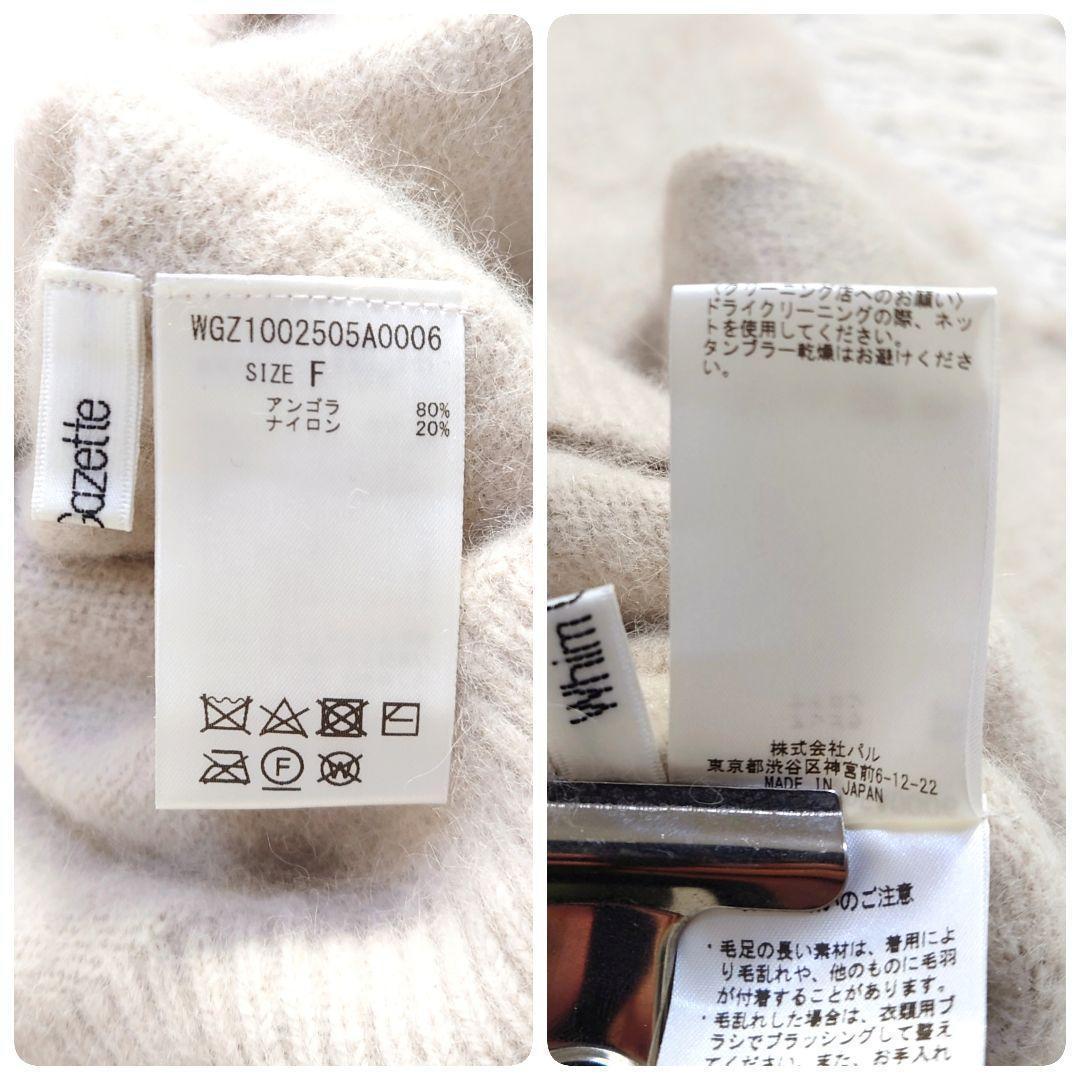 Gazette
WGZ1002505A0006
SIZE F
アンゴラ 80%
ナイロン 20%
F
W
〈クリーニング店へのお願い〉
ドライクリーニングの際、ネッ
トを使用してください。
タンブラー乾燥はお避けくださ
い。
Whim
株式会社パル
東京都渋谷区神宮前6-12-22
MADE IN JAPAN
いのご注意
・毛足の長い素材は、着用によ
り毛乱れや、他のものに毛羽
が付着することがあります。
・毛乱れした場合は、衣類用ブ
ラシでブラッシングして整え
てください。また、お手入れ